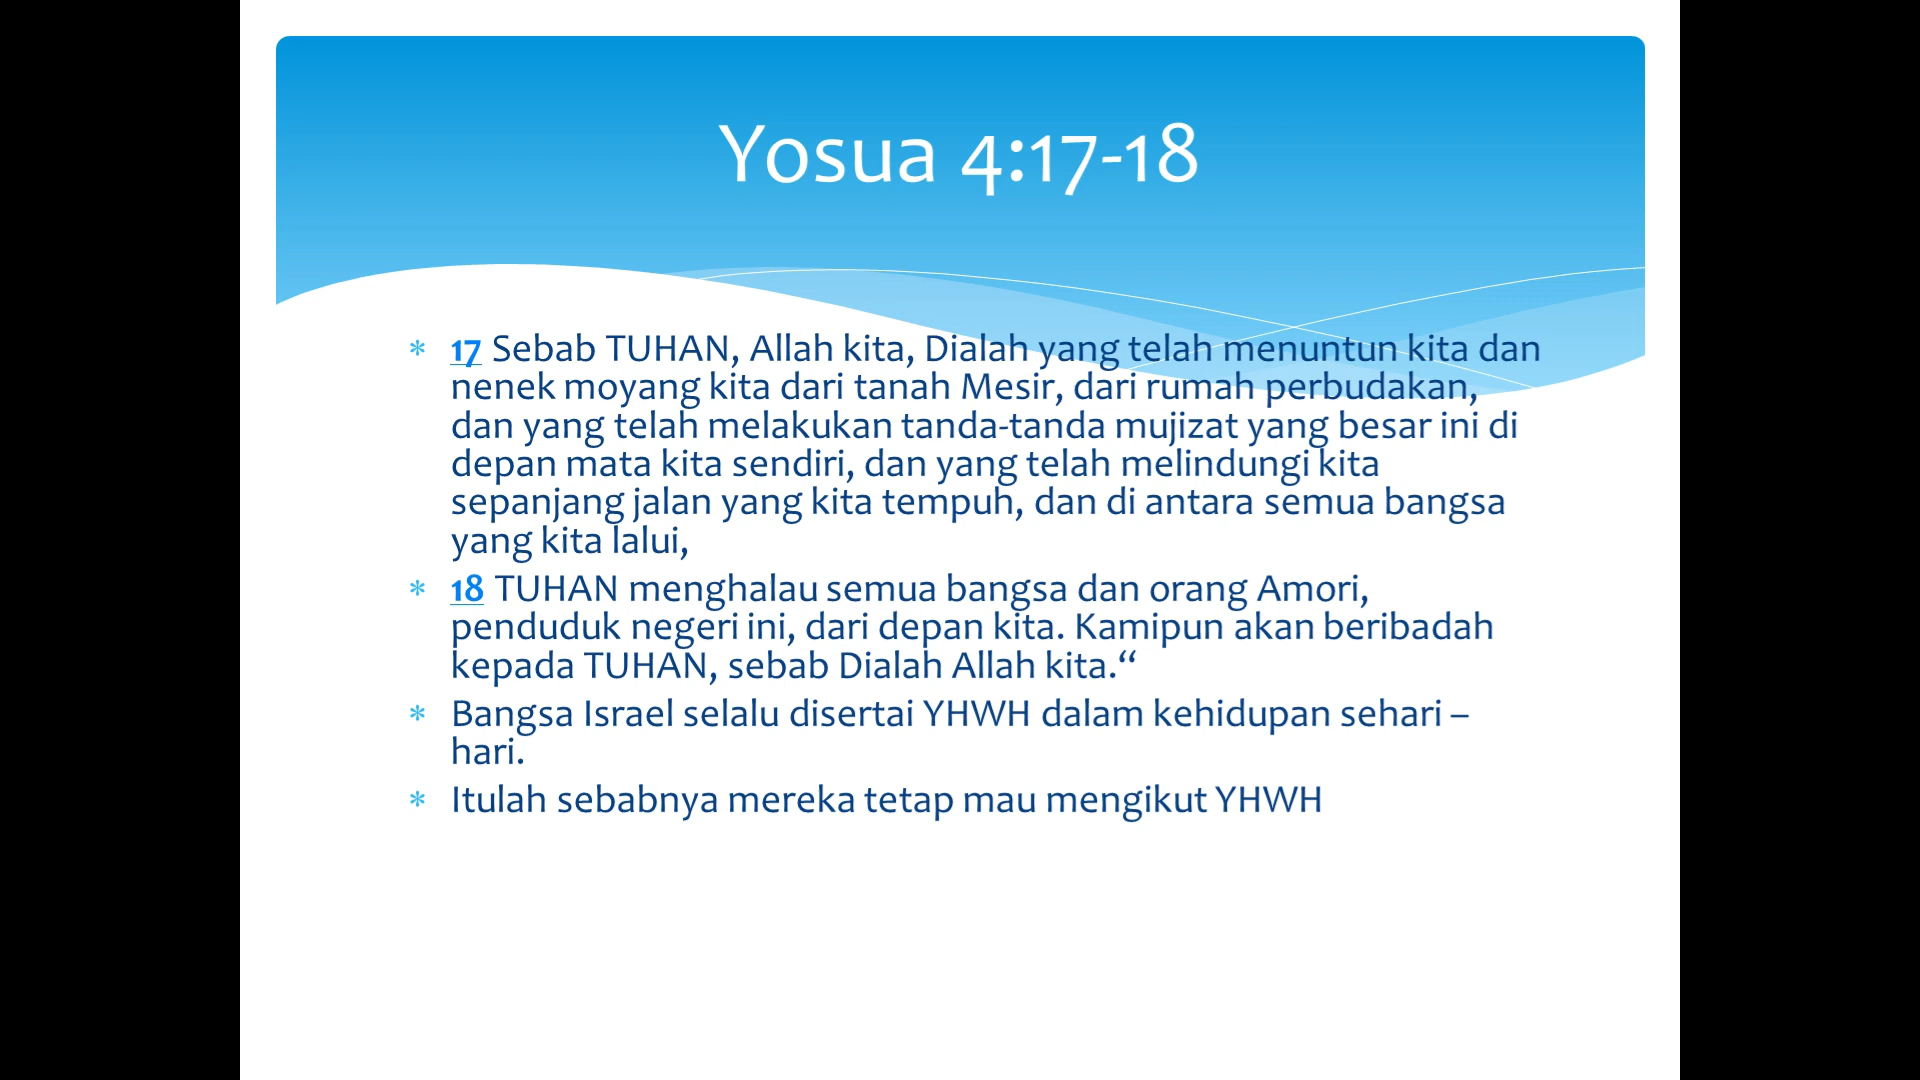 Yosua 4:17-18
* 17 Sebab TUHAN, Allah kita, Dialah yang telah menuntun kita dan
nenek moyang kita dari tanah Mesir, dari rumah perbudakan,
dan yang telah melakukan tanda-tanda mujizat yang besar ini di
depan mata kita sendiri, dan yang telah melindungi kita
sepanjang jalan yang kita tempuh, dan di antara semua bangsa
yang kita lalui,
* 18 TUHAN menghalau semua bangsa dan orang Amori,
penduduk negeri ini, dari depan kita. Kamipun akan beribadah
kepada TUHAN, sebab Dialah Allah kita.“
* Bangsa Israel selalu disertai YHWH dalam kehidupan sehari –
hari.
* Itulah sebabnya mereka tetap mau mengikut YHWH